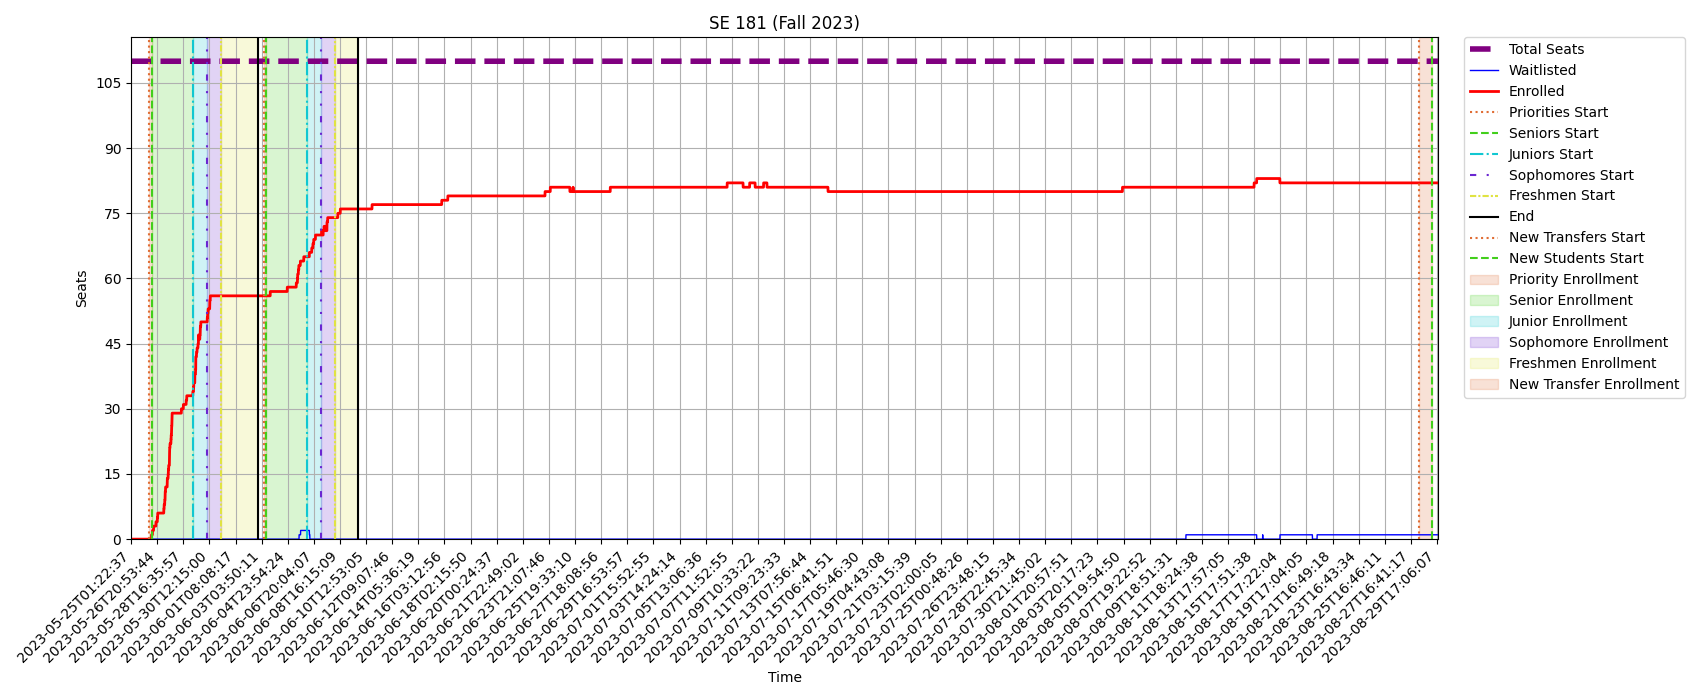 SE 181 (Fall 2023)
Seats
105
90
75
60
45
30
15
0
2023-05-25T01:22:37
2023-05-26T20:53:44
2023-05-28T16:35:57
2023-05-30T12:15:00
2023-06-01T08:08:17
2023-06-03T03:50:11
2023-06-04T23:54:24
2023-06-06T20:04:07
2023-06-08T16:15:09
2023-06-10T12:53:05
2023-06-12T09:07:46
2023-06-14T05:36:19
2023-06-16T03:12:56
2023-06-18T02:15:50
2023-06-20T00:24:37
2023-06-21T22:49:02
2023-06-23T21:07:46
2023-06-25T19:33:10
2023-06-27T18:08:56
2023-06-29T16:53:57
2023-07-01T15:52:55
2023-07-03T14:24:14
2023-07-05T13:06:36
2023-07-07T11:52:55
2023-07-09T10:33:22
2023-07-11T09:23:33
2023-07-13T07:56:44
2023-07-15T06:41:51
2023-07-17T05:46:30
2023-07-19T04:43:08
2023-07-21T03:15:39
2023-07-23T02:00:05
2023-07-25T00:48:26
2023-07-26T23:48:15
2023-07-28T22:45:34
2023-07-30T21:45:02
2023-08-01T20:57:51
2023-08-03T20:17:23
2023-08-05T19:54:50
2023-08-07T19:22:52
2023-08-09T18:51:31
2023-08-11T18:24:38
2023-08-13T17:57:05
2023-08-15T17:51:38
2023-08-17T17:22:04
2023-08-19T17:04:05
2023-08-21T16:49:18
2023-08-23T16:43:34
2023-08-25T16:46:11
2023-08-27T16:41:17
2023-08-29T17:06:07
Time
Total Seats
Waitlisted
Enrolled
Priorities Start
Seniors Start
Juniors Start
Sophomores Start
Freshmen Start
End
New Transfers Start
New Students Start
Priority Enrollment
Senior Enrollment
Junior Enrollment
Sophomore Enrollment
Freshmen Enrollment
New Transfer Enrollment